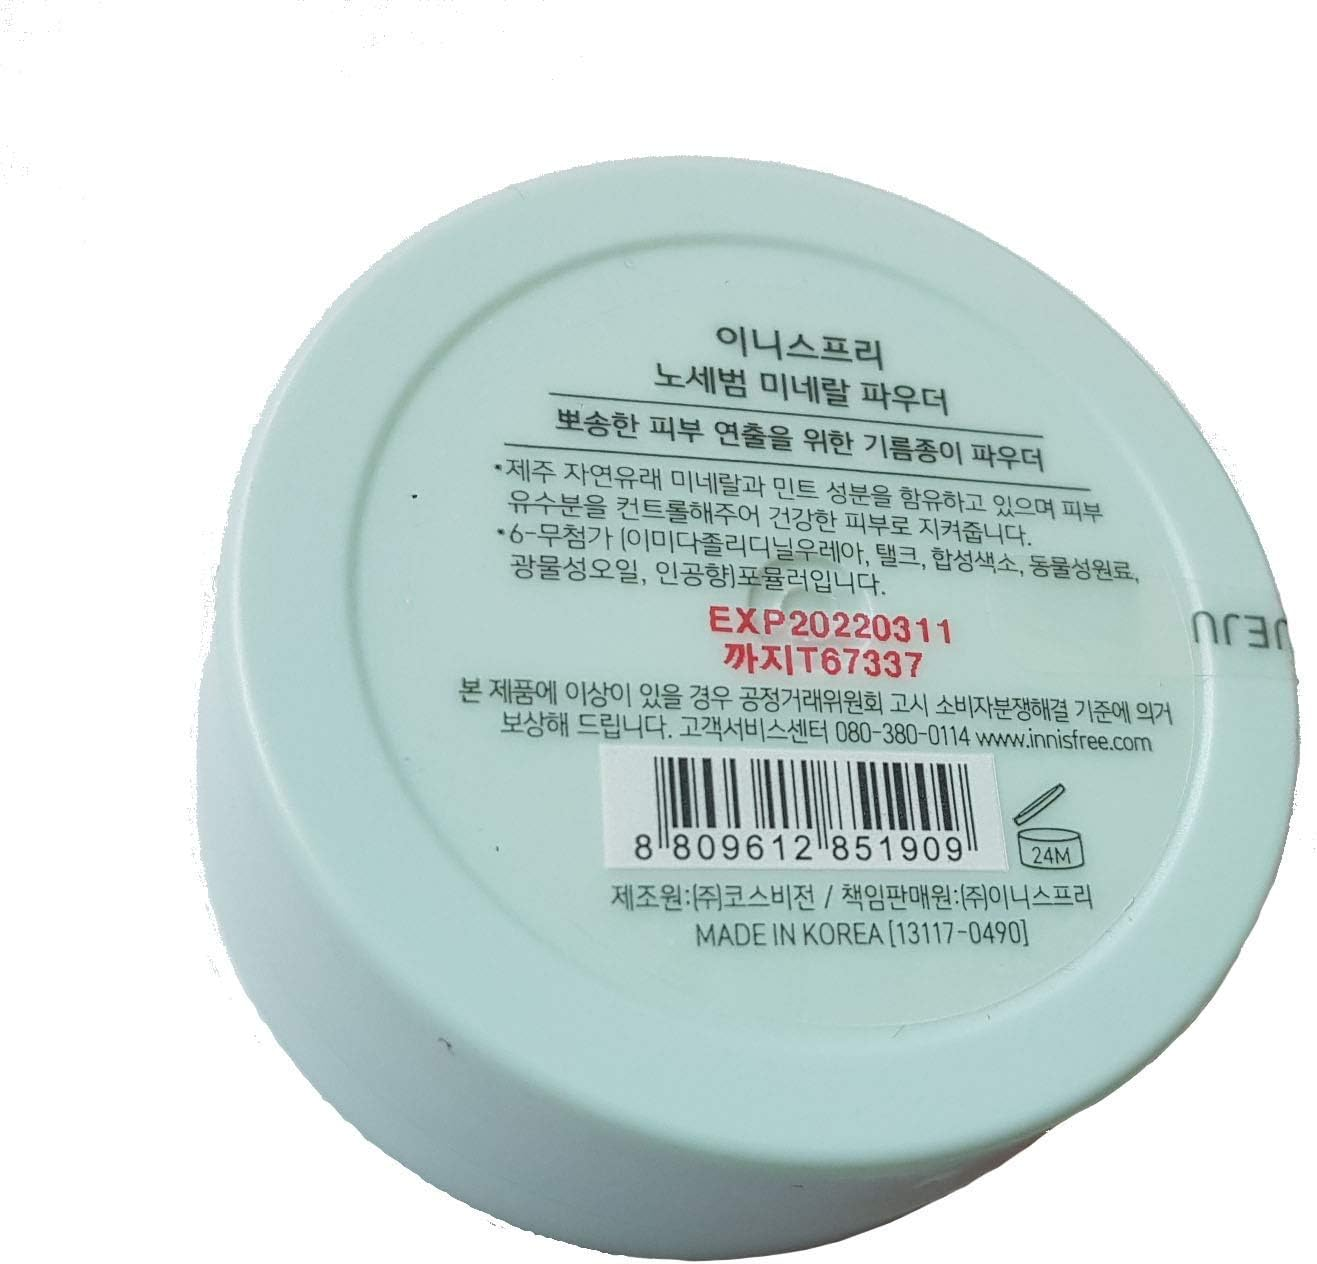 이니스프리
노세범 미네랄 파우더
뽀송한 피부 연출을 위한 기름종이 파우더
•제주 자연유래 미네랄과 민트 성분을 함유하고 있으며 피부
유수분을 컨트롤해주어 건강한 피부로 지켜줍니다.
•6-무첨가 (이미다졸리디닐우레아, 탤크, 합성색소, 동물성원료,
광물성오일, 인공향)포뮬러입니다.
EXP20220311
까지T67337
본 제품에 이상이 있을 경우 공정거래위원회 고시 소비자분쟁해결 기준에 의거
보상해 드립니다. 고객서비스센터 080-380-0114 www.innisfree.com
8 809612 851909
24M
제조원:(주)코스비전 / 책임판매원:(주)이니스프리
MADE IN KOREA [13117-0490]
JEJU